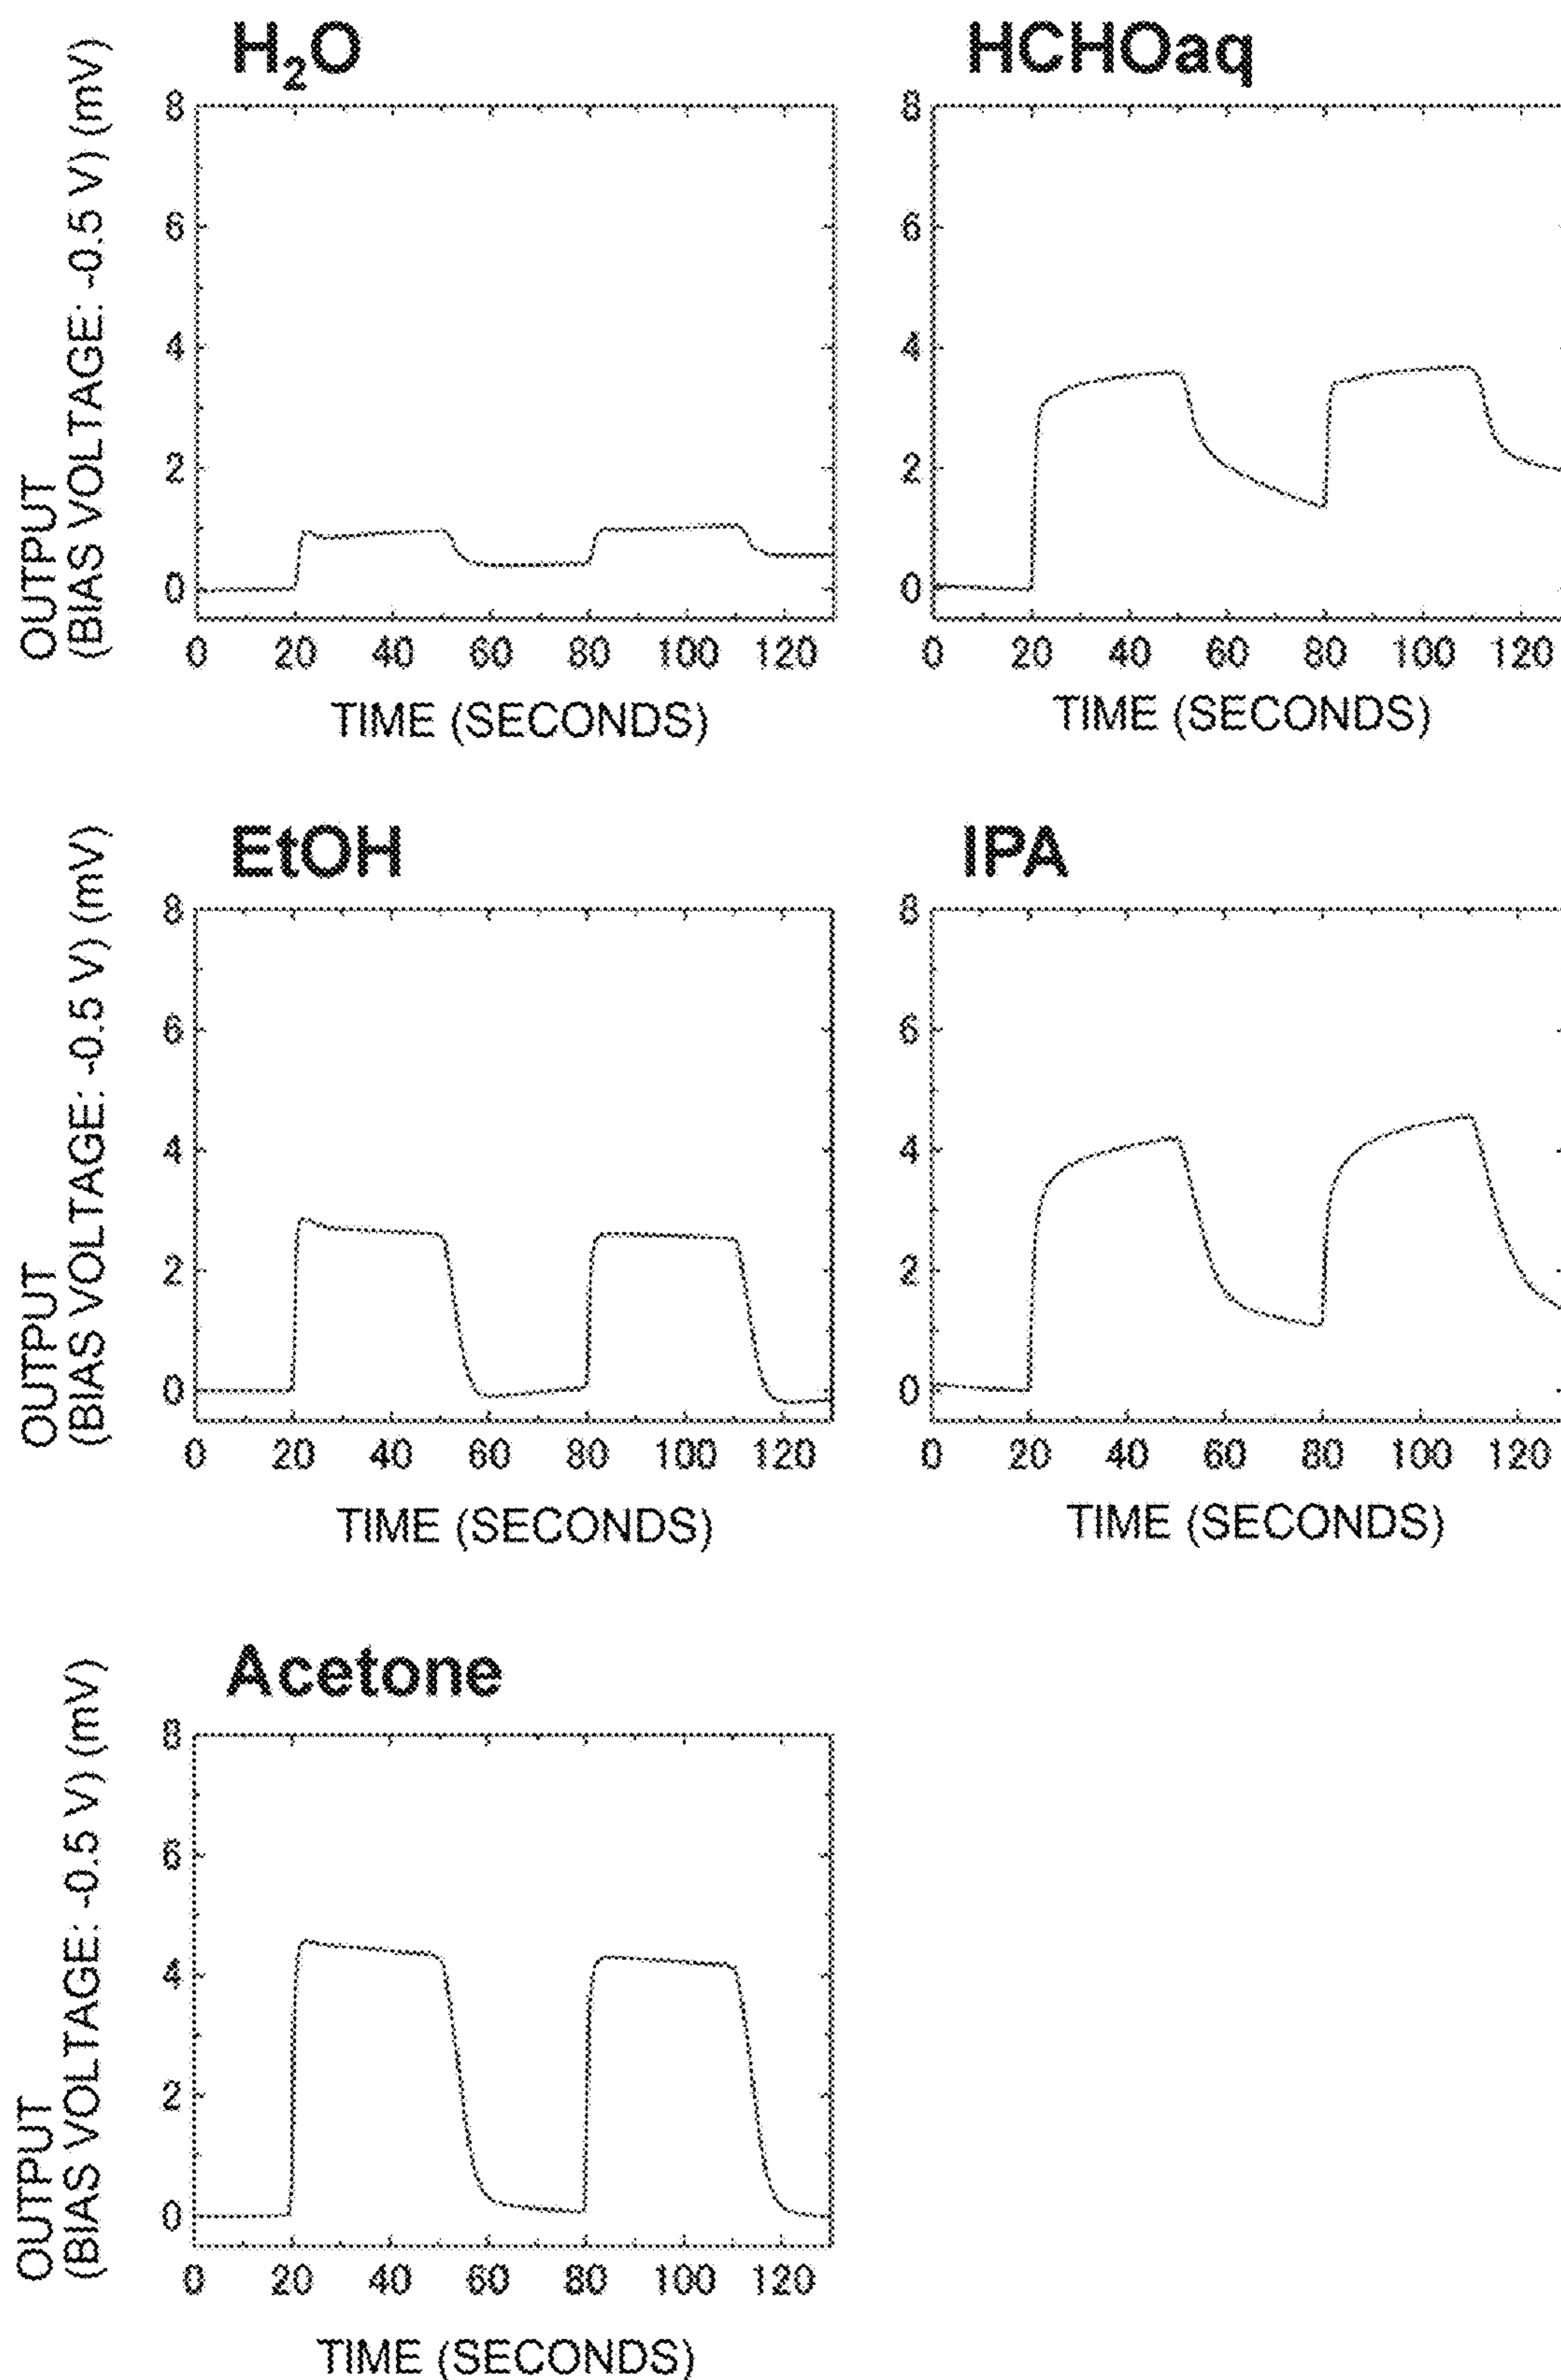 H₂O
OUTPUT
(BIAS VOLTAGE: -0.5 V) (mV)
8
6
4
2
0
0 20 40 60 80 100 120
TIME (SECONDS)
HCHOaq
8
6
4
2
0
0 20 40 60 80 100 120
TIME (SECONDS)
EtOH
OUTPUT
(BIAS VOLTAGE: -0.5 V) (mV)
8
6
4
2
0
0 20 40 60 80 100 120
TIME (SECONDS)
IPA
8
6
4
2
0
0 20 40 60 80 100 120
TIME (SECONDS)
Acetone
OUTPUT
(BIAS VOLTAGE: -0.5 V) (mV)
8
6
4
2
0
0 20 40 60 80 100 120
TIME (SECONDS)